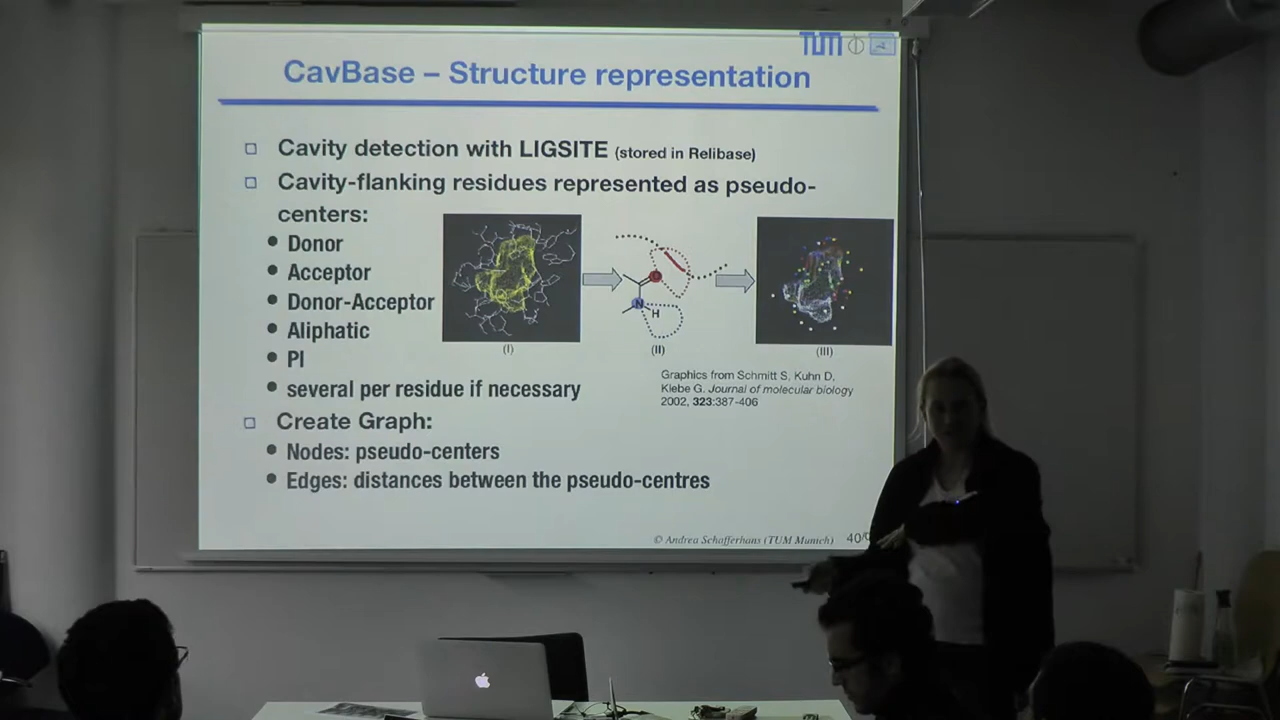 TUM
CavBase – Structure representation
Cavity detection with LIGSITE (stored in Relibase)
Cavity-flanking residues represented as pseudo-
centers:
Donor
Acceptor
Donor-Acceptor
Aliphatic
PI
several per residue if necessary
O
N
H
(I)
(II)
(III)
Graphics from Schmitt S, Kuhn D,
Klebe G. Journal of molecular biology
2002, 323:387-406
Create Graph:
Nodes: pseudo-centers
Edges: distances between the pseudo-centres
© Andrea Schafferhans (TUM Munich) 40/